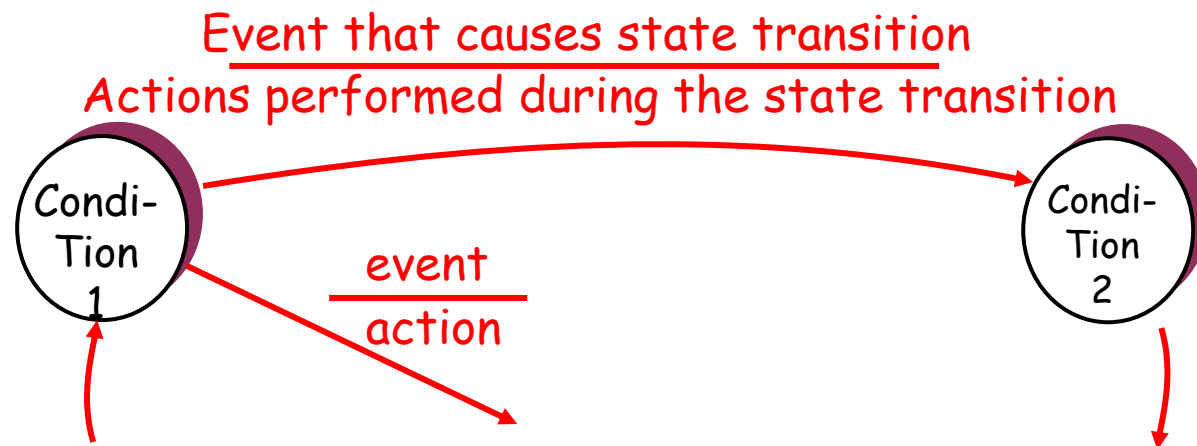 Event that causes state transition
Actions performed during the state transition
Condi-
Tion
1
Condi-
Tion
2
event
action